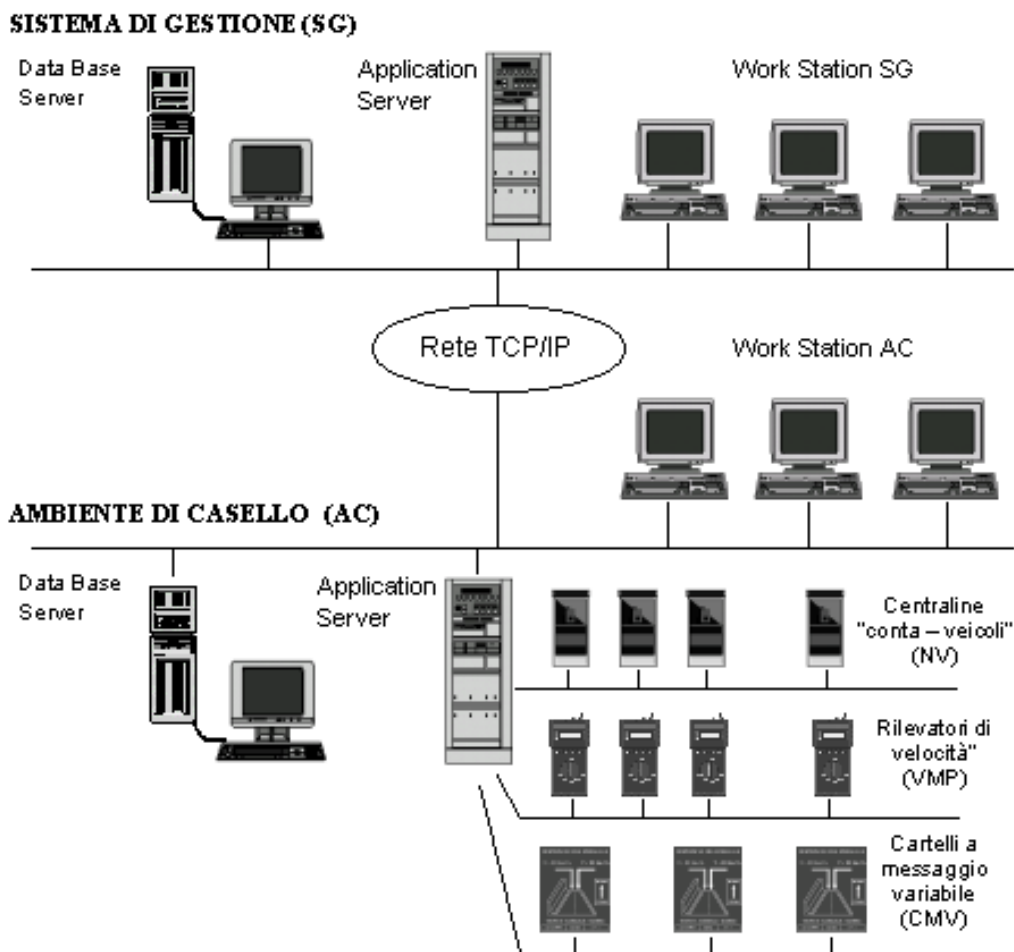 SISTEMA DI GESTIONE (SG)
Data Base
Server
Application
Server
Work Station SG
Rete TCP/IP
Work Station AC
AMBIENTE DI CASELLO (AC)
Data Base
Server
Application
Server
Centraline
"conta – veicoli"
(NV)
Rilevatori di
velocità"
(VMP)
Cartelli a
messaggio
variabile
(CMV)